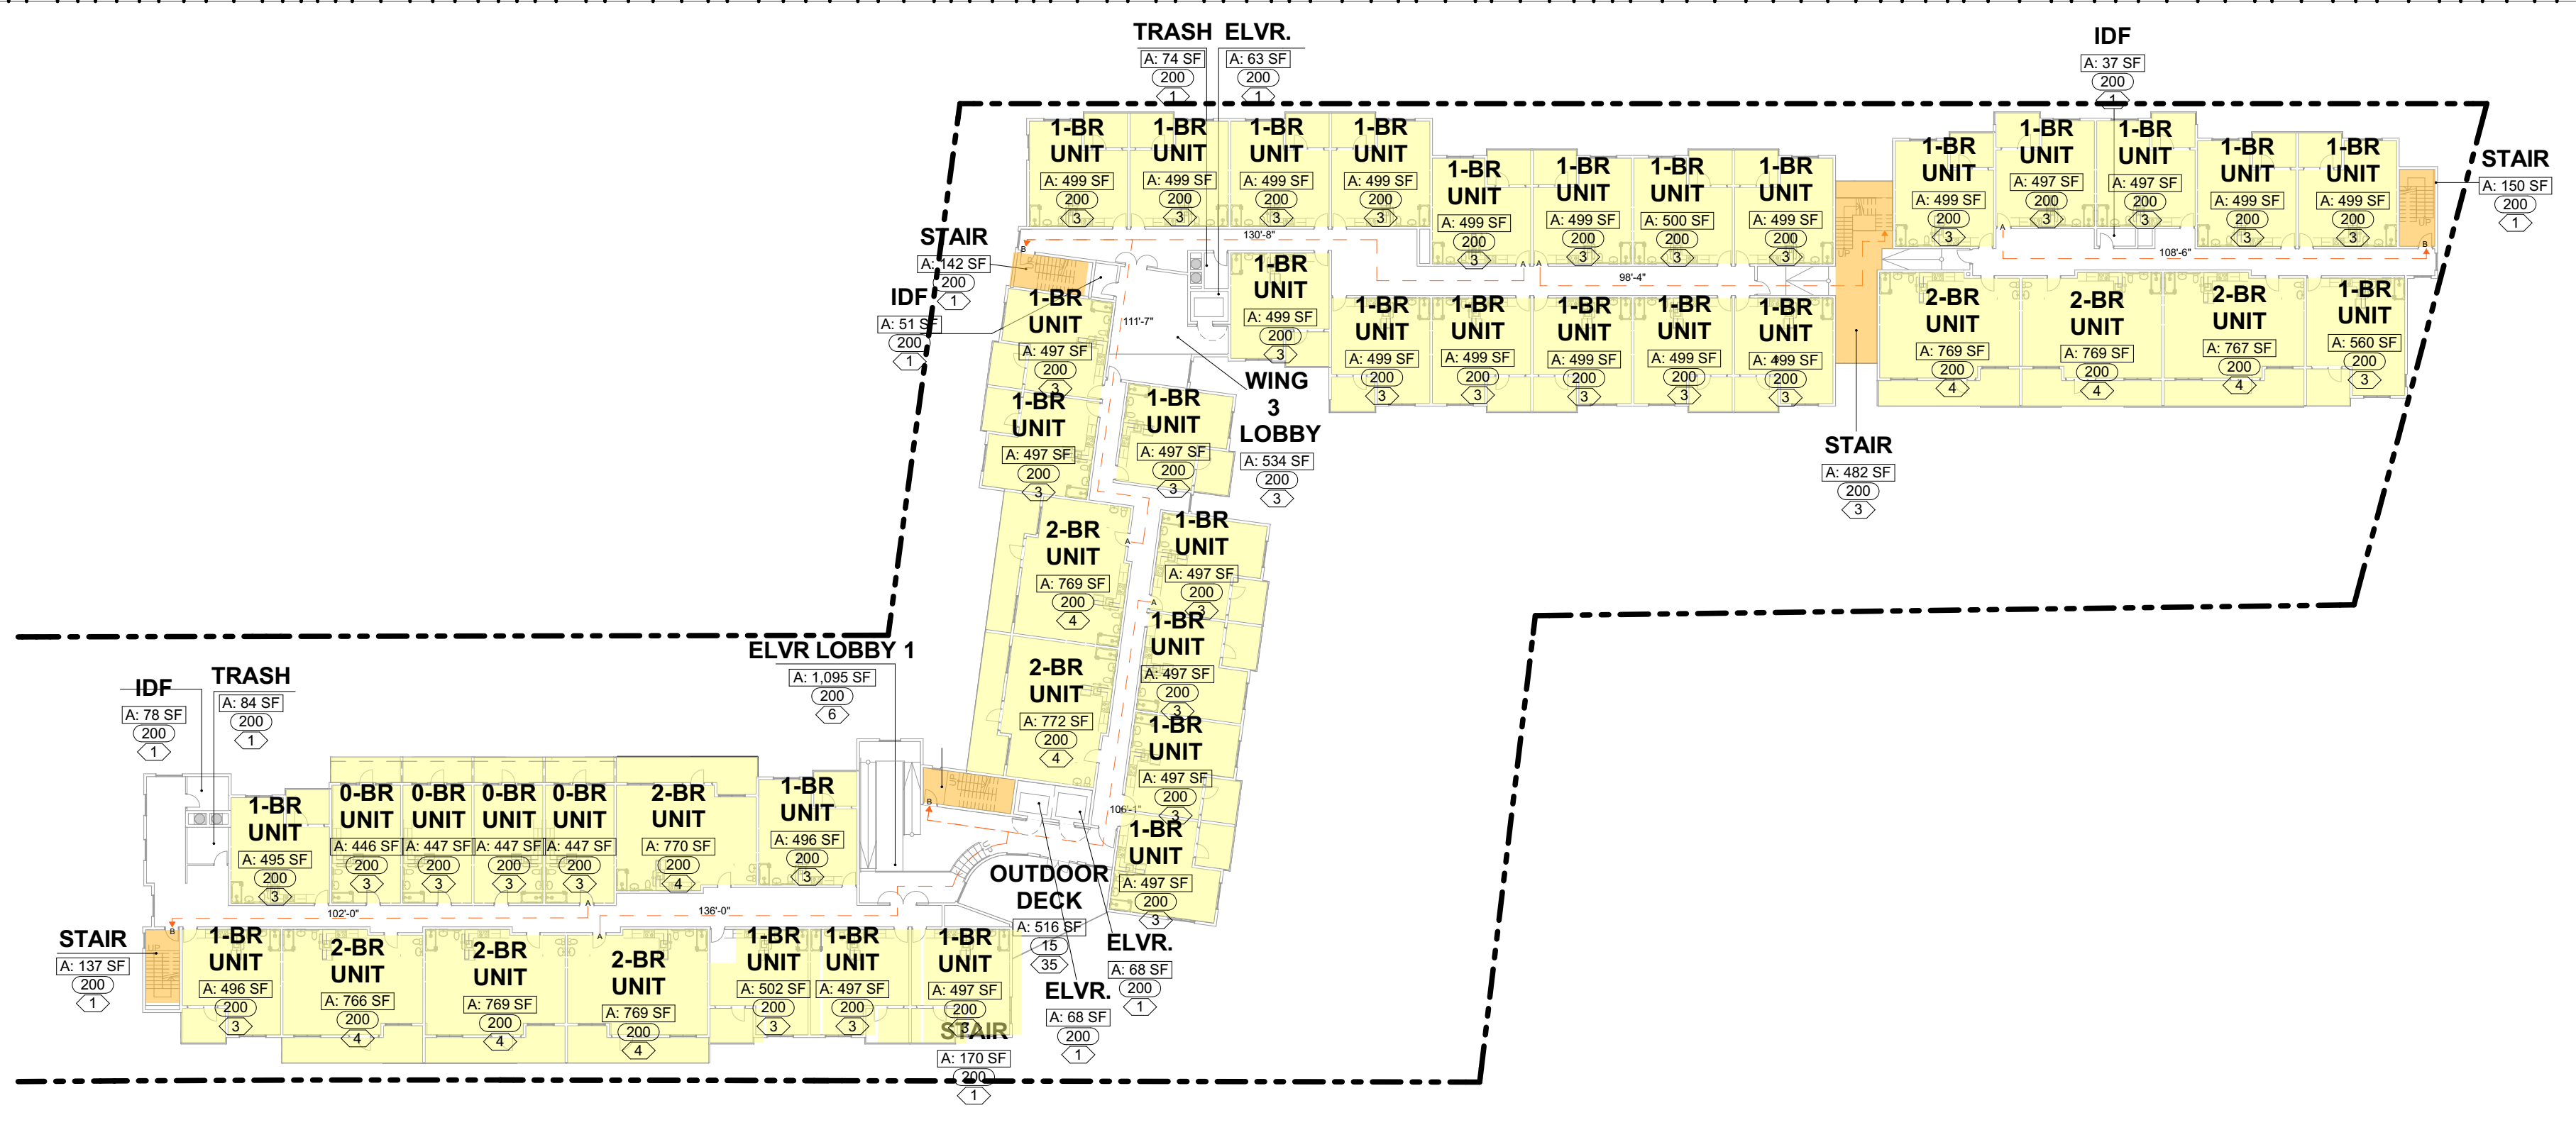 TRASH
A: 74 SF
200
1
ELVR.
A: 63 SF
200
1
IDF
A: 37 SF
200
1
STAIR
A: 150 SF
200
1
1-BR
UNIT
A: 499 SF
200
3
1-BR
UNIT
A: 499 SF
200
3
1-BR
UNIT
A: 499 SF
200
3
1-BR
UNIT
A: 499 SF
200
3
1-BR
UNIT
A: 499 SF
200
3
1-BR
UNIT
A: 499 SF
200
3
1-BR
UNIT
A: 500 SF
200
3
1-BR
UNIT
A: 499 SF
200
3
1-BR
UNIT
A: 499 SF
200
3
1-BR
UNIT
A: 497 SF
200
3
1-BR
UNIT
A: 497 SF
200
3
1-BR
UNIT
A: 499 SF
200
3
1-BR
UNIT
A: 499 SF
200
3
UP
B
STAIR
A: 142 SF
200
1
IDF
A: 51 SF
200
1
B
130'-8"
A
A
98'-4"
UP
A
108'-6"
111'-7"
1-BR
UNIT
A: 499 SF
200
3
1-BR
UNIT
A: 499 SF
200
3
1-BR
UNIT
A: 499 SF
200
3
1-BR
UNIT
A: 499 SF
200
3
1-BR
UNIT
A: 499 SF
200
3
1-BR
UNIT
A: 499 SF
200
3
2-BR
UNIT
A: 769 SF
200
4
2-BR
UNIT
A: 769 SF
200
4
2-BR
UNIT
A: 767 SF
200
4
1-BR
UNIT
A: 560 SF
200
3
STAIR
A: 482 SF
200
3
WING
3
LOBBY
A: 534 SF
200
3
1-BR
UNIT
A: 497 SF
200
3
1-BR
UNIT
A: 497 SF
200
3
1-BR
UNIT
A: 497 SF
200
3
2-BR
UNIT
A: 769 SF
200
4
A
1-BR
UNIT
A: 497 SF
200
3
A
1-BR
UNIT
A: 497 SF
200
3
2-BR
UNIT
A: 772 SF
200
4
1-BR
UNIT
A: 497 SF
200
3
106'-1"
1-BR
UNIT
A: 497 SF
200
3
ELVR LOBBY 1
A: 1,095 SF
200
6
UP
B
UP
IDF
A: 78 SF
200
1
TRASH
A: 84 SF
200
1
1-BR
UNIT
A: 495 SF
200
3
0-BR
UNIT
A: 446 SF
200
3
0-BR
UNIT
A: 447 SF
200
3
0-BR
UNIT
A: 447 SF
200
3
0-BR
UNIT
A: 447 SF
200
3
2-BR
UNIT
A: 770 SF
200
4
1-BR
UNIT
A: 496 SF
200
3
OUTDOOR
DECK
A: 516 SF
15
35
ELVR.
A: 68 SF
200
1
ELVR.
A: 68 SF
200
1
102'-0"
A
136'-0"
A
B
UP
STAIR
A: 137 SF
200
1
1-BR
UNIT
A: 496 SF
200
3
2-BR
UNIT
A: 766 SF
200
4
2-BR
UNIT
A: 769 SF
200
4
2-BR
UNIT
A: 769 SF
200
4
1-BR
UNIT
A: 502 SF
200
3
1-BR
UNIT
A: 497 SF
200
3
1-BR
UNIT
A: 497 SF
200
3
STAIR
A: 170 SF
200
1